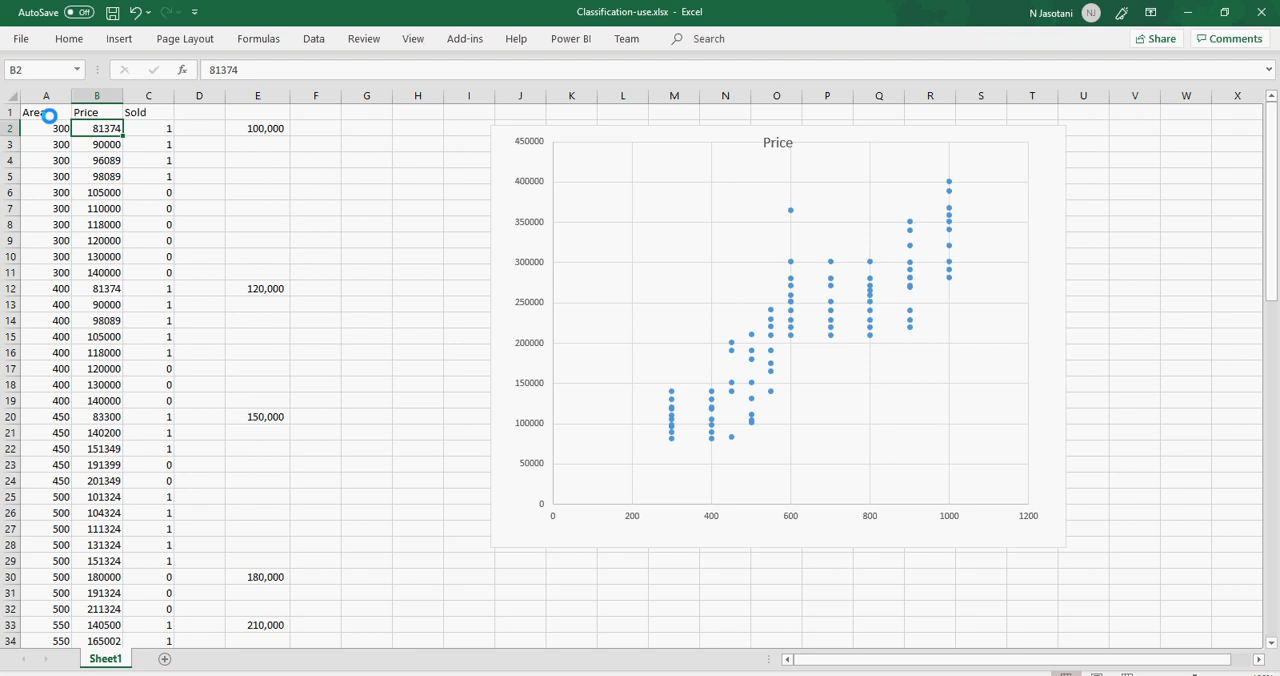 AutoSave Off Classification-use.xlsx - Excel N Jasotani NJ
File Home Insert Page Layout Formulas Data Review View Add-ins Help Power BI Team Search Share Comments
B2 fx 81374
A B C D E F G H I J K L M N O P Q R S T U V W X
1 Area Price Sold
2 300 81374 1 100,000
3 300 90000 1
4 300 96089 1
5 300 98089 1
6 300 105000 0
7 300 110000 0
8 300 118000 0
9 300 120000 0
10 300 130000 0
11 300 140000 0
12 400 81374 1 120,000
13 400 90000 1
14 400 98089 1
15 400 105000 1
16 400 118000 1
17 400 120000 0
18 400 130000 0
19 400 140000 0
20 450 83300 1 150,000
21 450 140200 1
22 450 151349 1
23 450 191399 0
24 450 201349 0
25 500 101324 1
26 500 104324 1
27 500 111324 1
28 500 131324 1
29 500 151324 1
30 500 180000 0 180,000
31 500 191324 0
32 500 211324 0
33 550 140500 1 210,000
34 550 165002 1
Price
450000
400000
350000
300000
250000
200000
150000
100000
50000
0
0 200 400 600 800 1000 1200
Sheet1